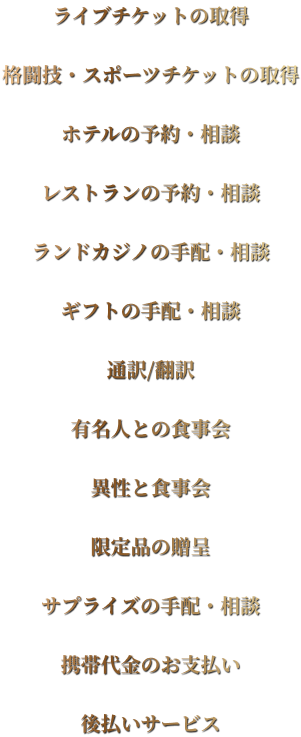 ライブチケットの取得
格闘技・スポーツチケットの取得
ホテルの予約・相談
レストランの予約・相談
ランドカジノの手配・相談
ギフトの手配・相談
通訳/翻訳
有名人との食事会
異性と食事会
限定品の贈呈
サプライズの手配・相談
携帯代金のお支払い
後払いサービス